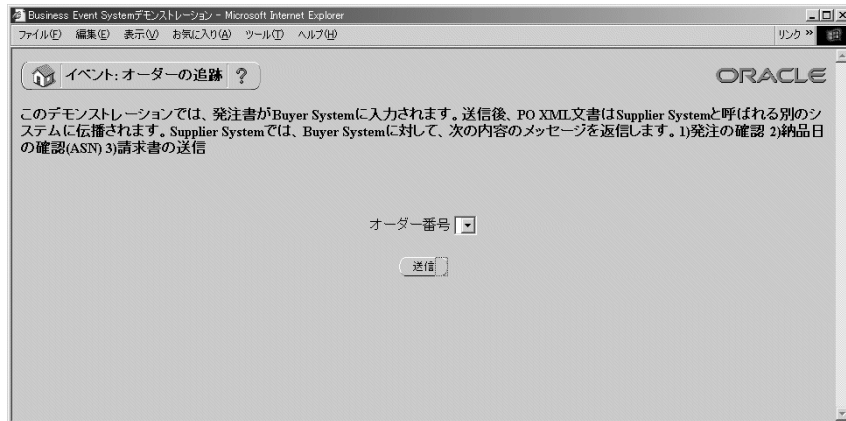 Business Event Systemデモンストレーション - Microsoft Internet Explorer
ファイル(F) 編集(E) 表示(V) お気に入り(A) ツール(T) ヘルプ(H) リンク »
イベント: オーダーの追跡 ? ORACLE
このデモンストレーションでは、発注書がBuyer Systemに入力されます。送信後、PO XML文書はSupplier Systemと呼ばれる別のシ
ステムに伝播されます。Supplier Systemでは、Buyer Systemに対して、次の内容のメッセージを返信します。1)発注の確認 2)納品日
の確認(ASN) 3)請求書の送信
オーダー番号
送信